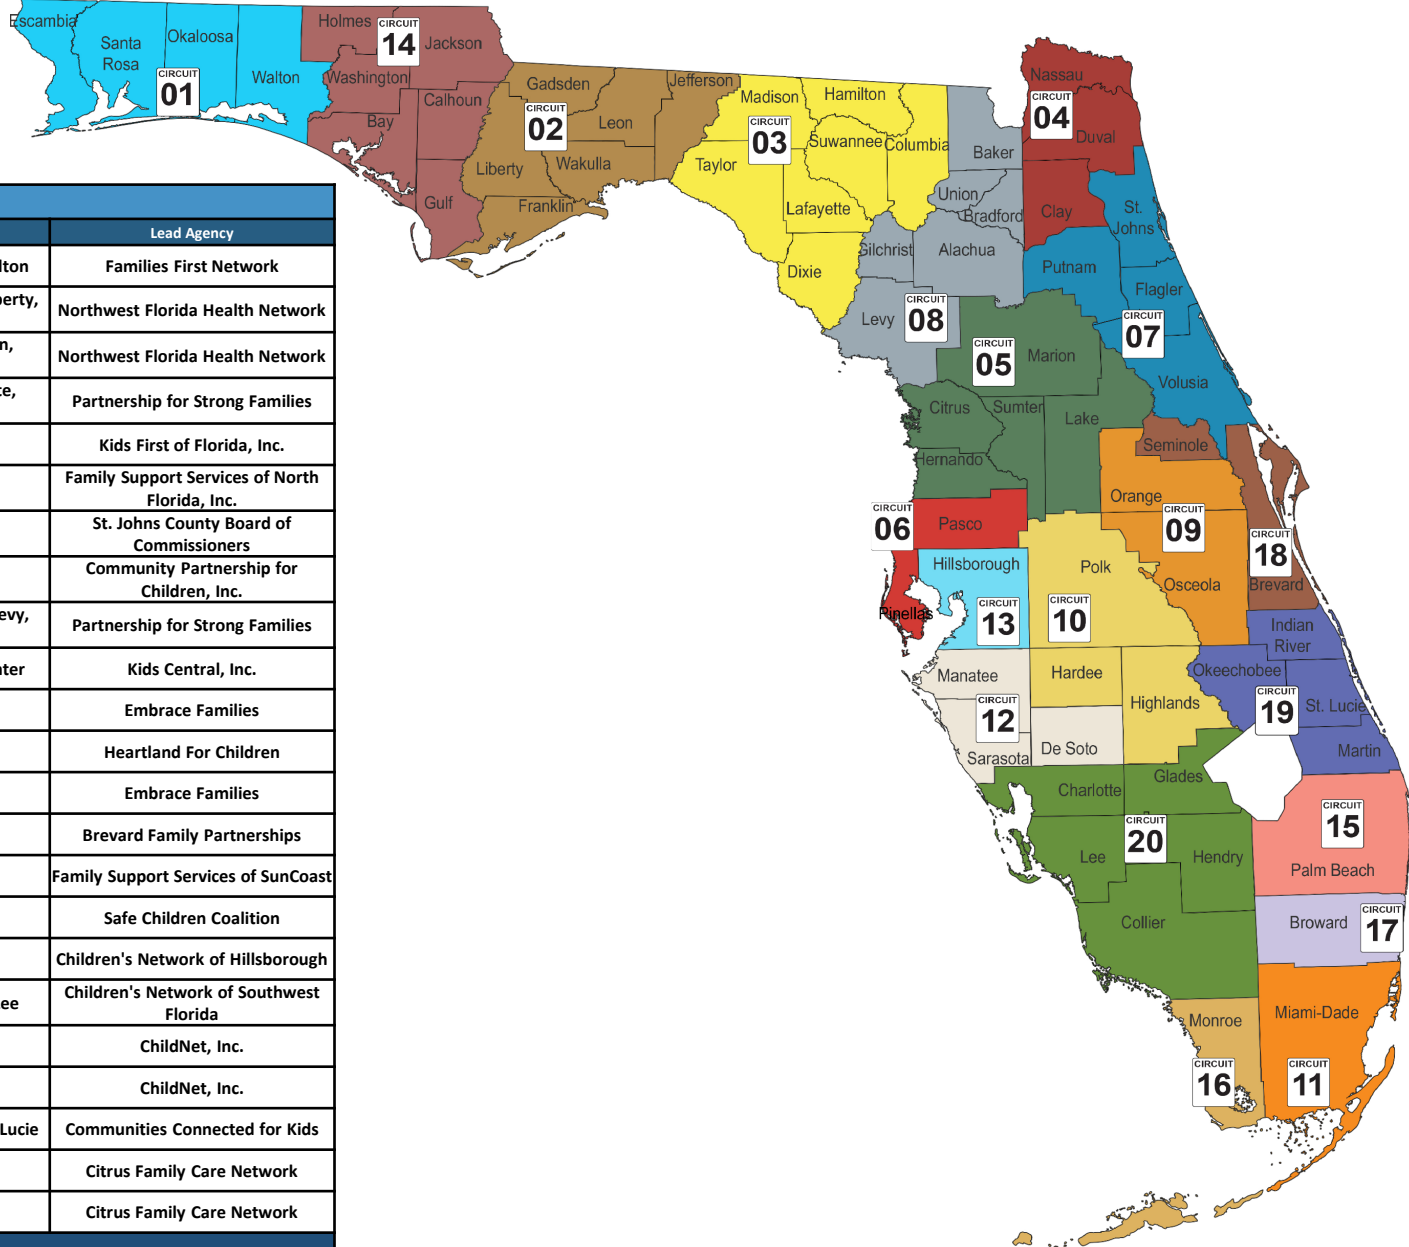 Escambia
Santa
Rosa
Okaloosa
Walton
CIRCUIT
01
Holmes
CIRCUIT
14
Jackson
Washington
Calhoun
Bay
Gulf
Gadsden
Jefferson
CIRCUIT
02
Leon
Liberty
Wakulla
Franklin
Madison
Hamilton
CIRCUIT
03
Suwannee
Columbia
Taylor
Lafayette
Dixie
Nassau
CIRCUIT
04
Duval
Clay
Baker
Union
Bradford
Gilchrist
Alachua
Levy
CIRCUIT
08
St.
Johns
Putnam
Flagler
CIRCUIT
07
Volusia
CIRCUIT
05
Marion
Citrus
Sumter
Lake
Hernando
Seminole
Orange
CIRCUIT
09
Osceola
CIRCUIT
18
Brevard
CIRCUIT
06
Pasco
Pinellas
Hillsborough
CIRCUIT
13
Polk
CIRCUIT
10
Hardee
Highlands
Manatee
CIRCUIT
12
Sarasota
De Soto
Indian
River
Okeechobee
CIRCUIT
19
St. Lucie
Martin
Charlotte
Glades
CIRCUIT
20
Lee
Hendry
Collier
CIRCUIT
15
Palm Beach
Broward
CIRCUIT
17
Monroe
CIRCUIT
16
Miami-Dade
CIRCUIT
11
Lead Agency
lton
Families First Network
perty,
Northwest Florida Health Network
n,
Northwest Florida Health Network
te,
Partnership for Strong Families
Kids First of Florida, Inc.
Family Support Services of North
Florida, Inc.
St. Johns County Board of
Commissioners
Community Partnership for
Children, Inc.
evy,
Partnership for Strong Families
nter
Kids Central, Inc.
Embrace Families
Heartland For Children
Embrace Families
Brevard Family Partnerships
Family Support Services of SunCoast
Safe Children Coalition
Children's Network of Hillsborough
ee
Children's Network of Southwest
Florida
ChildNet, Inc.
ChildNet, Inc.
Lucie
Communities Connected for Kids
Citrus Family Care Network
Citrus Family Care Network